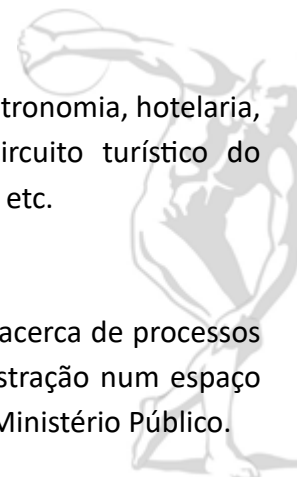 tronomia, hotelaria,
ircuito turístico do
etc.
acerca de processos
stração num espaço
Ministério Público.